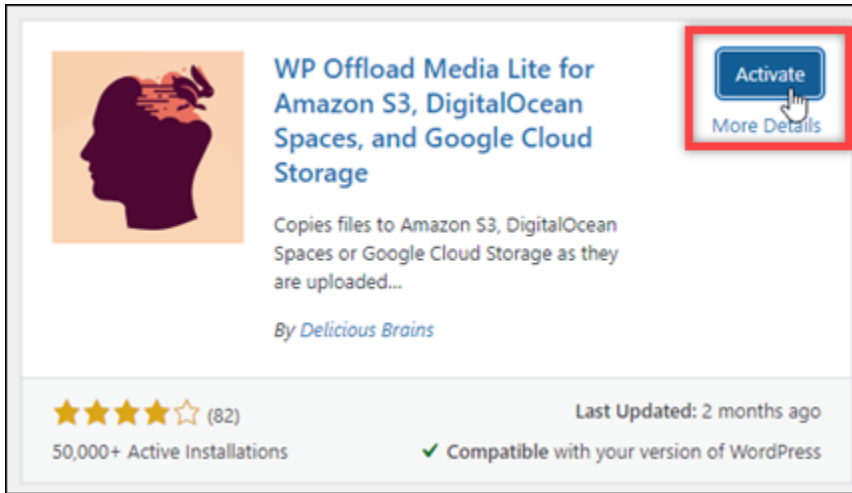 WP Offload Media Lite for
Amazon S3, DigitalOcean
Spaces, and Google Cloud
Storage
Activate
More Details
Copies files to Amazon S3, DigitalOcean
Spaces or Google Cloud Storage as they
are uploaded...
By Delicious Brains
(82)
Last Updated: 2 months ago
50,000+ Active Installations
Compatible with your version of WordPress